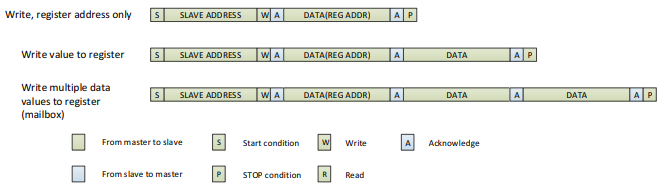 Write, register address only S SLAVE ADDRESS W A DATA(REG ADDR) A P
Write value to register S SLAVE ADDRESS W A DATA(REG ADDR) A DATA A P
Write multiple data
values to register
(mailbox)
S SLAVE ADDRESS W A DATA(REG ADDR) A DATA A DATA A P
From master to slave S Start condition W Write A Acknowledge
From slave to master P STOP condition R Read